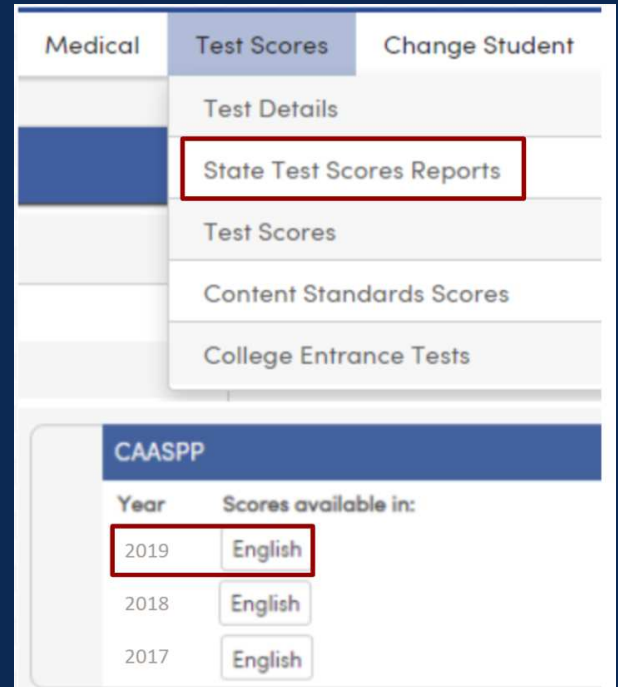 Medical Test Scores Change Student
Test Details
State Test Scores Reports
Test Scores
Content Standards Scores
College Entrance Tests
CAASPP
Year Scores available in:
2019 English
2018 English
2017 English